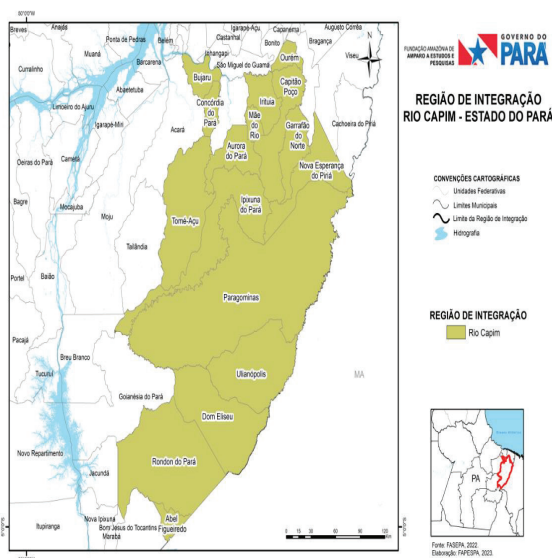 Breves
Anajás
Ponta de Pedras
Belém
Igarapé-Açu
Castanhal
Capanema
Augusto Corrêa
Bonito
Bragança
Viseu
Muaná
Inhangapi
São Miguel do Guamá
Ourém
Curralinho
Barcarena
Bujaru
Capitão
Poço
Abaetetuba
Limoeiro do Ajuru
Concórdia
do
Pará
Irituia
Mãe
do
Rio
Igarapé-Miri
Acará
Garrafão
do
Norte
Cachoeira do Piriá
Aurora
do Pará
Oeiras do Pará
Cametá
Nova Esperança
do Piriá
Ipixuna
do Pará
Bagre
Mocajuba
Moju
Tomé-Açu
Tailândia
Portel
Baião
Paragominas
Pacajá
Breu Branco
Tucuruí
Ulianópolis
MA
Goianésia do Pará
Dom Eliseu
Novo Repartimento
Rondon do Pará
Jacundá
Itupiranga
Nova Ipixuna
Bom Jesus do Tocantins
Marabá
Abel
Figueiredo
N
FUNDAÇÃO AMAZÔNIA DE
AMPARO A ESTUDOS E
PESQUISAS
GOVERNO DO
PARÁ
REGIÃO DE INTEGRAÇÃO
RIO CAPIM - ESTADO DO PARÁ
CONVENÇÕES CARTOGRÁFICAS
Unidades Federativas
Limites Municipais
Limite da Região de Integração
Hidrografia
REGIÃO DE INTEGRAÇÃO
Rio Capim
PA
Fonte: FASEPA, 2022.
Elaboração: FAPESPA, 2023.